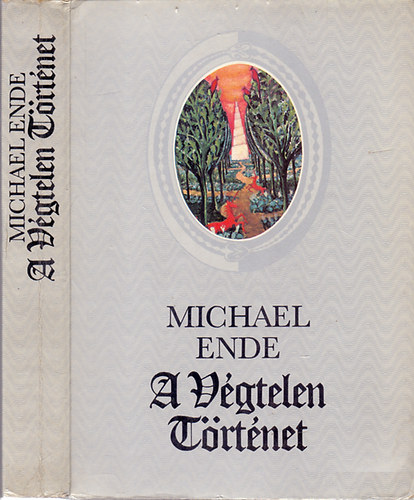 MICHAEL ENDE
A Végtelen Történet
MICHAEL
ENDE
A Végtelen
Történet